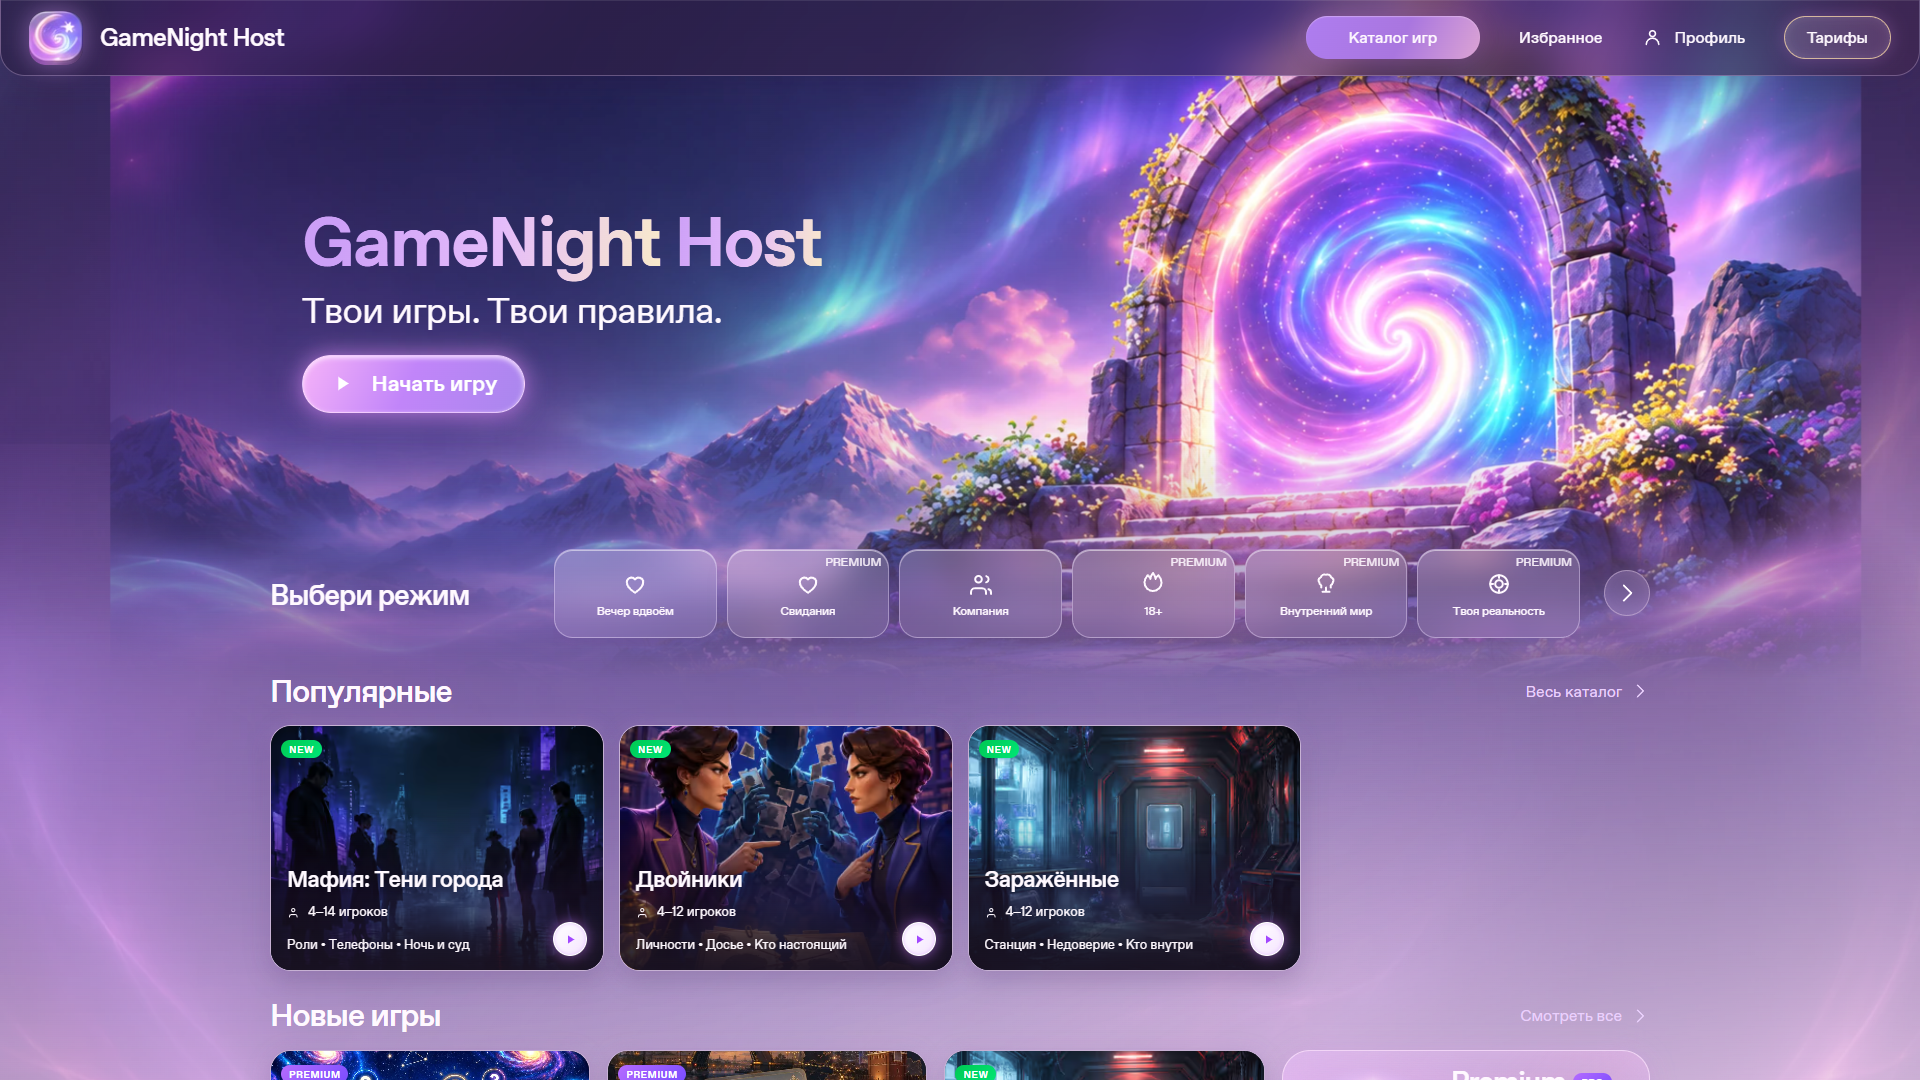 GameNight Host
Каталог игр
Избранное
Профиль
Тарифы
GameNight Host
Твои игры. Твои правила.
Начать игру
Выбери режим
Вечер вдвоём
PREMIUM
Свидания
Компания
PREMIUM
18+
PREMIUM
Внутренний мир
PREMIUM
Твоя реальность
Популярные
Весь каталог
NEW
Мафия: Тени города
4–14 игроков
Роли • Телефоны • Ночь и суд
NEW
Двойники
4–12 игроков
Личности • Досье • Кто настоящий
NEW
Заражённые
4–12 игроков
Станция • Недоверие • Кто внутри
Новые игры
Смотреть все
PREMIUM
PREMIUM
NEW
Premium